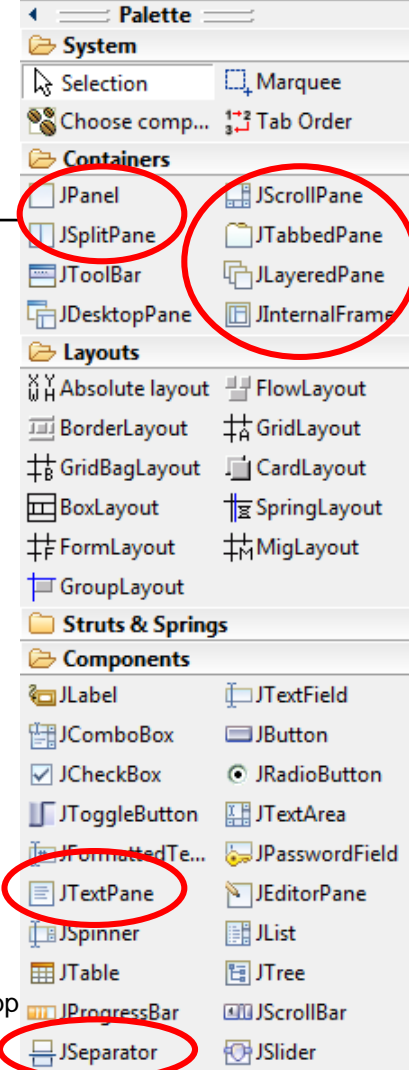 Palette
System
Selection Marquee
Choose comp... Tab Order
Containers
JPanel JScrollPane
JSplitPane JTabbedPane
JToolBar JLayeredPane
JDesktopPane JInternalFrame
Layouts
Absolute layout FlowLayout
BorderLayout GridLayout
GridBagLayout CardLayout
BoxLayout SpringLayout
FormLayout MigLayout
GroupLayout
Struts & Springs
Components
JLabel JTextField
JComboBox JButton
JCheckBox JRadioButton
JToggleButton JTextArea
JFormattedTe... JPasswordField
JTextPane JEditorPane
JSpinner JList
JTable JTree
op JProgressBar JScrollBar
JSeparator JSlider